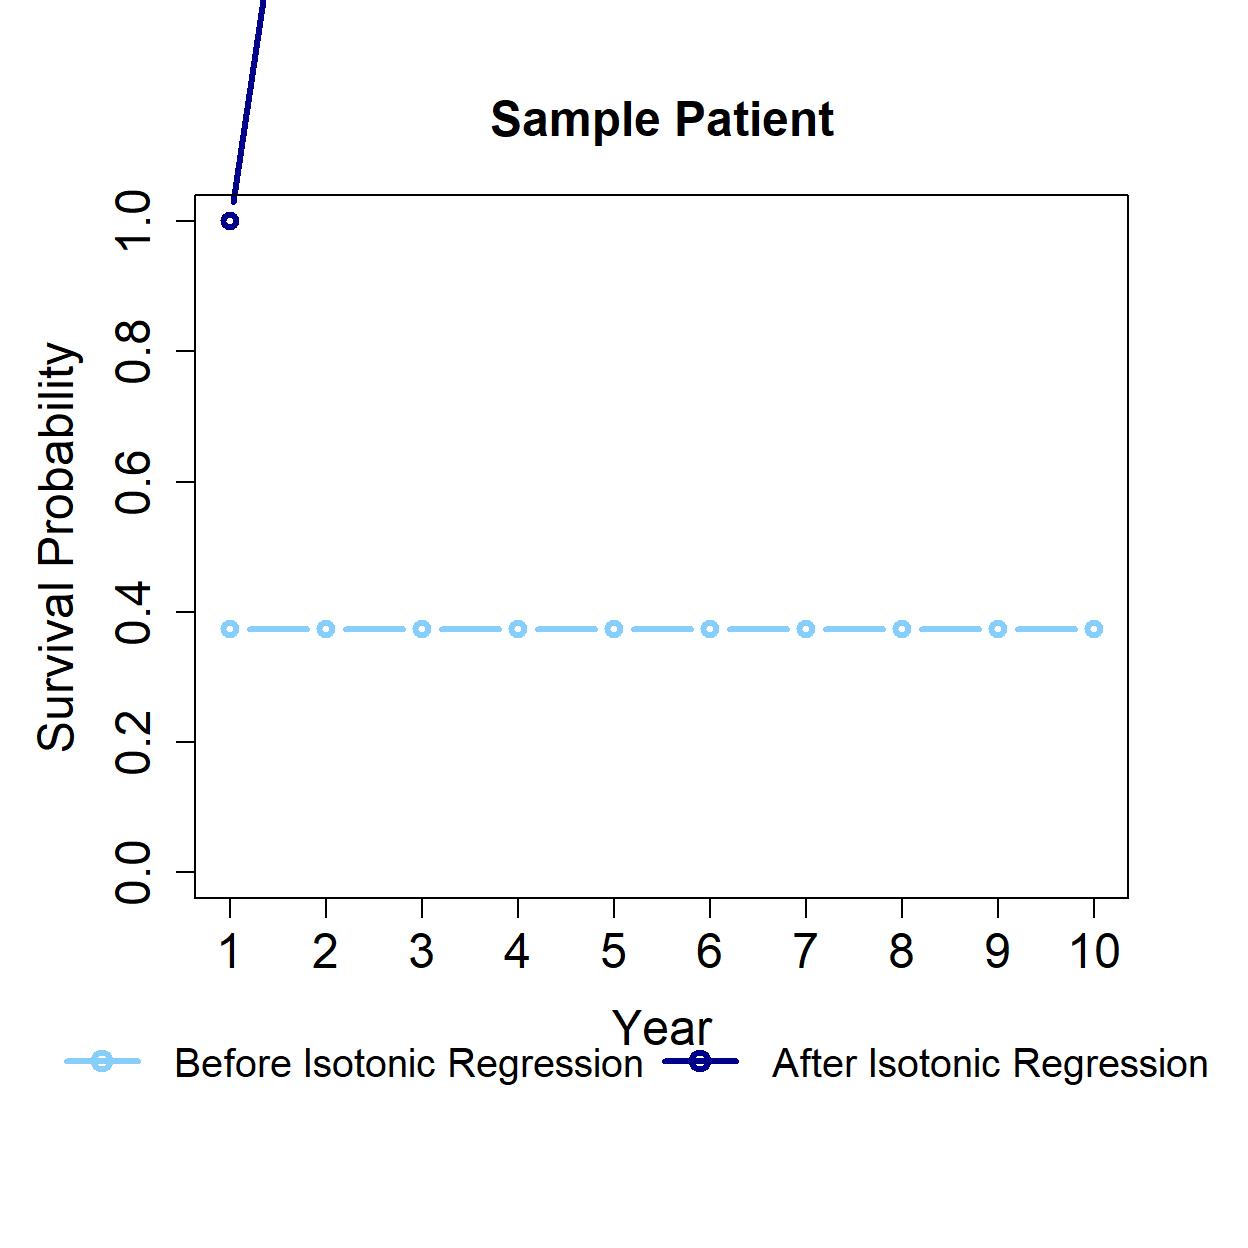 Sample Patient
Survival Probability
1.0
0.8
0.6
0.4
0.2
0.0
1 2 3 4 5 6 7 8 9 10
Year
Before Isotonic Regression After Isotonic Regression